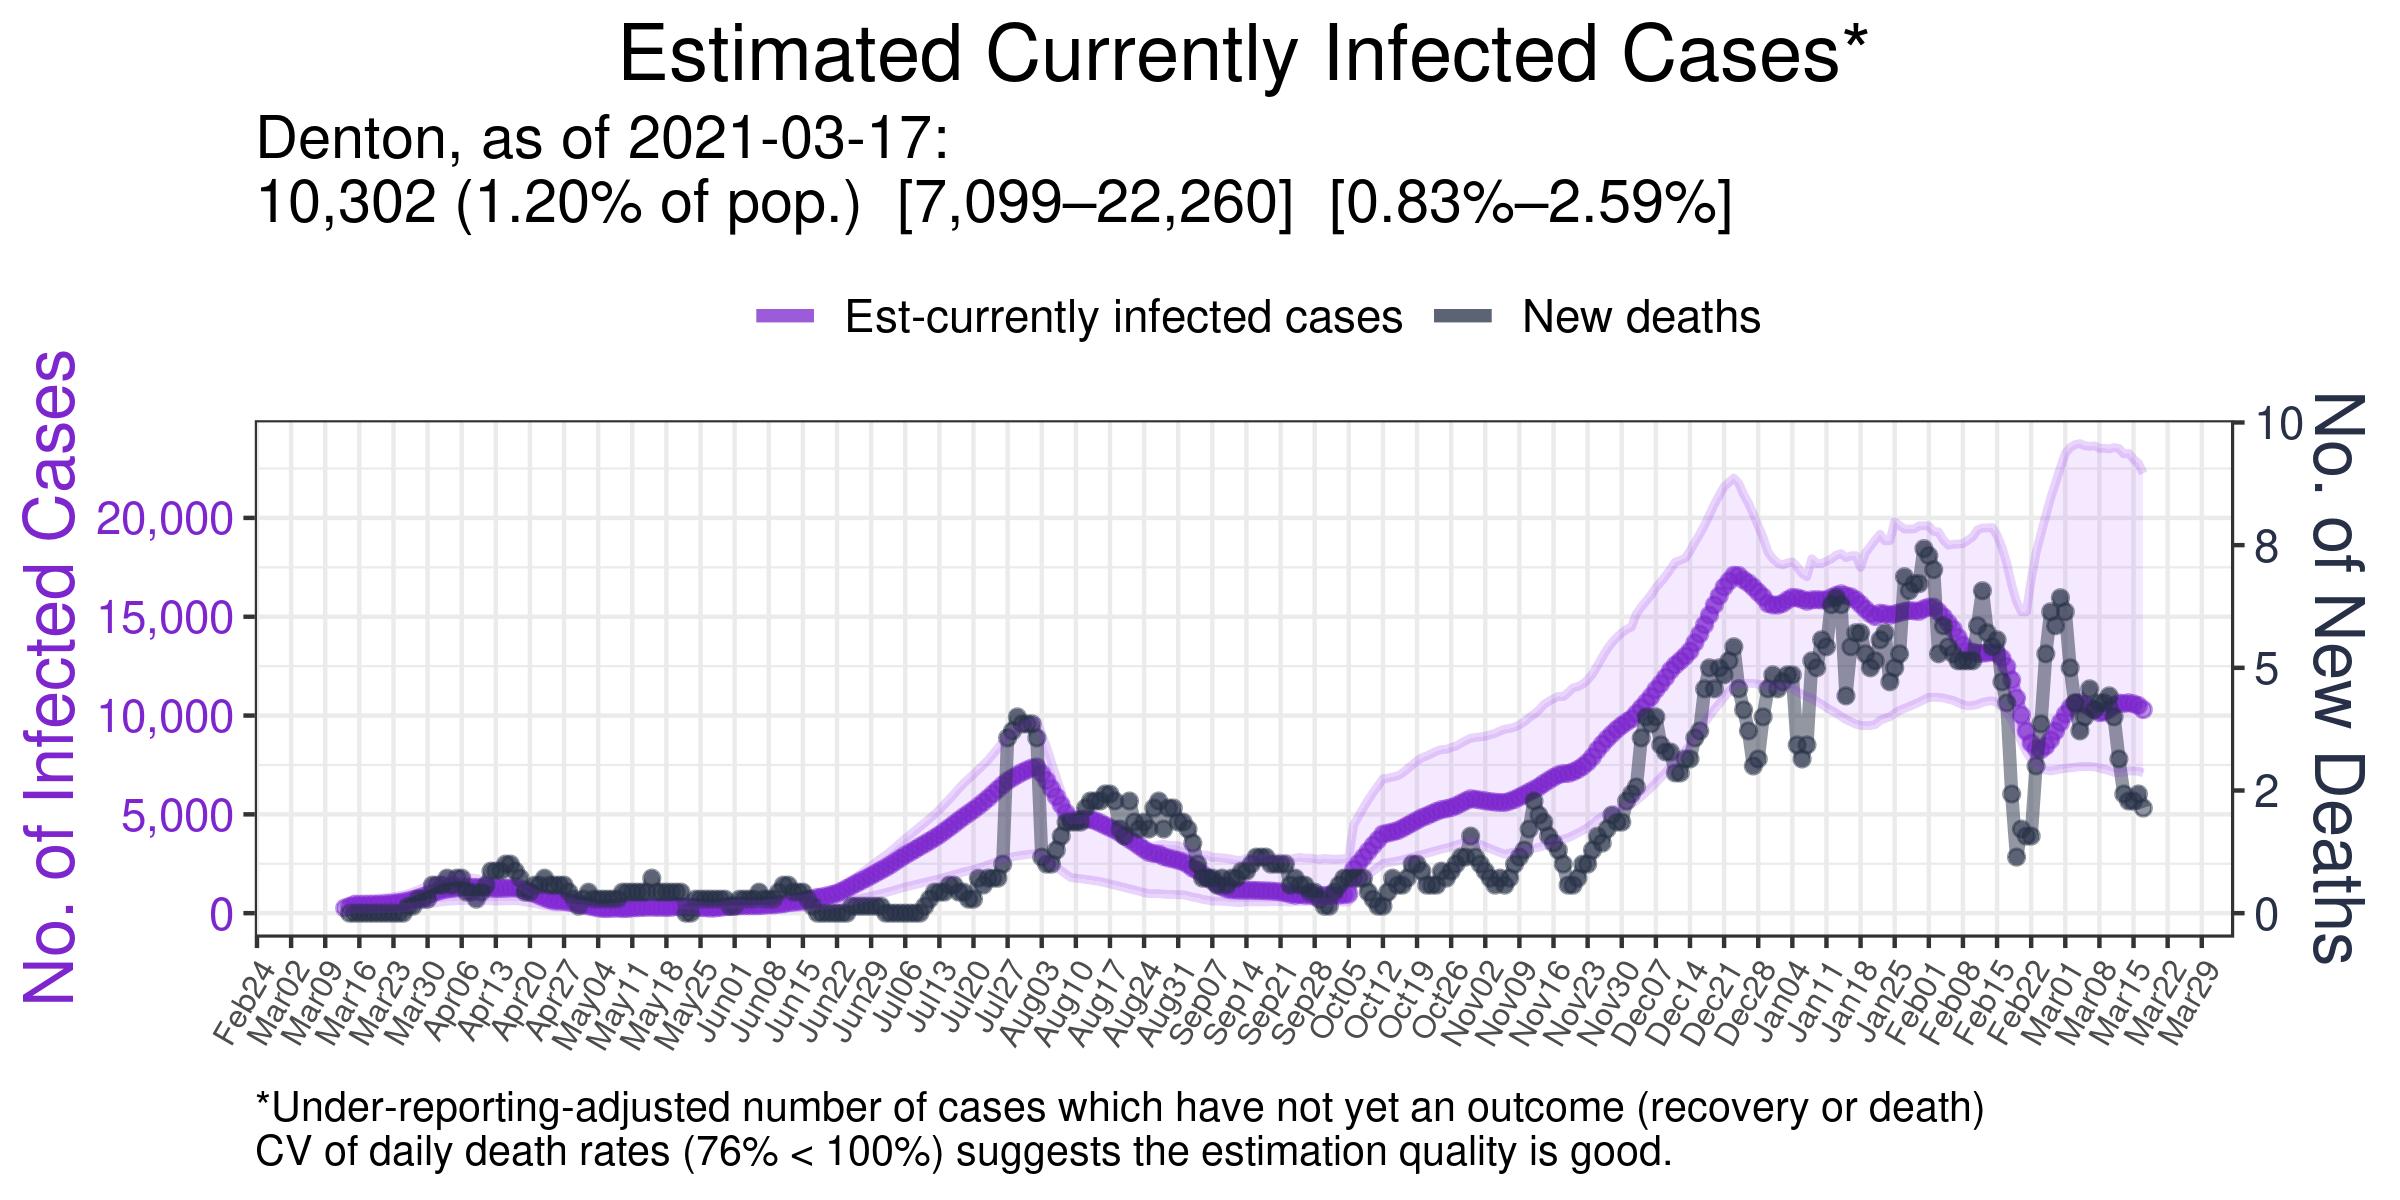 Estimated Currently Infected Cases*
Denton, as of 2021-03-17:
10,302 (1.20% of pop.) [7,099–22,260] [0.83%–2.59%]
Est-currently infected cases
New deaths
No. of Infected Cases
20,000
15,000
10,000
5,000
0
10
8
5
2
0
No. of New Deaths
Feb24
Mar02
Mar09
Mar16
Mar23
Mar30
Apr06
Apr13
Apr20
Apr27
May04
May11
May18
May25
Jun01
Jun08
Jun15
Jun22
Jun29
Jul06
Jul13
Jul20
Jul27
Aug03
Aug10
Aug17
Aug24
Aug31
Sep07
Sep14
Sep21
Sep28
Oct05
Oct12
Oct19
Oct26
Nov02
Nov09
Nov16
Nov23
Nov30
Dec07
Dec14
Dec21
Dec28
Jan04
Jan11
Jan18
Jan25
Feb01
Feb08
Feb15
Feb22
Mar01
Mar08
Mar15
Mar22
Mar29
*Under-reporting-adjusted number of cases which have not yet an outcome (recovery or death)
CV of daily death rates (76% < 100%) suggests the estimation quality is good.